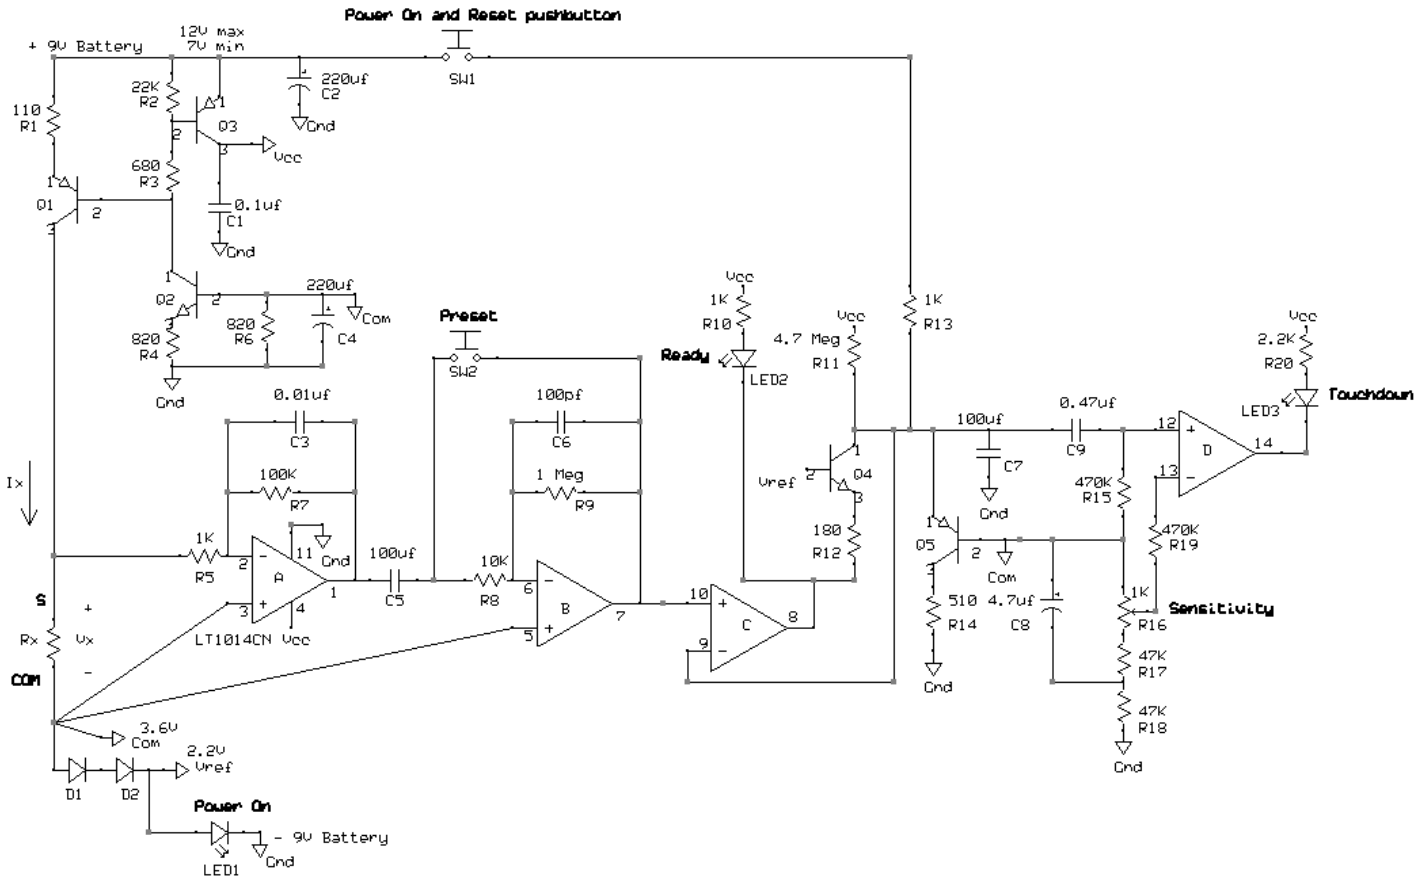 Power On and Reset pushbutton
12V max
7V min
+ 9V Battery
SW1
220uf
C2
Gnd
22K
R2
110
R1
1
Q3
2
3
Vcc
680
R3
1
Q1
2
3
0.1uf
C1
Gnd
1
Q2
2
3
220uf
Com
820
R4
820
R6
C4
Gnd
Preset
SW2
Vcc
1K
R10
Ready
LED2
Vcc
4.7 Meg
R11
1K
R13
Vcc
2.2K
R20
LED3
Touchdown
0.01uf
C3
100K
R7
100pf
C6
1 Meg
R9
Ix
1K
R5
2
11
Gnd
A
3
4
1
LT1014CN
Vcc
100uf
C5
10K
R8
6
B
5
7
10
C
9
8
Vref
2
1
Q4
3
180
R12
100uf
C7
Gnd
0.47uf
C9
12
D
13
14
470K
R15
470K
R19
1
Q5
2
3
Com
510
R14
Gnd
4.7uf
C8
1K
R16
Sensitivity
47K
R17
47K
R18
Gnd
S
+
Rx
Vx
-
COM
3.6V
Com
2.2V
Vref
D1
D2
Power On
LED1
- 9V Battery
Gnd